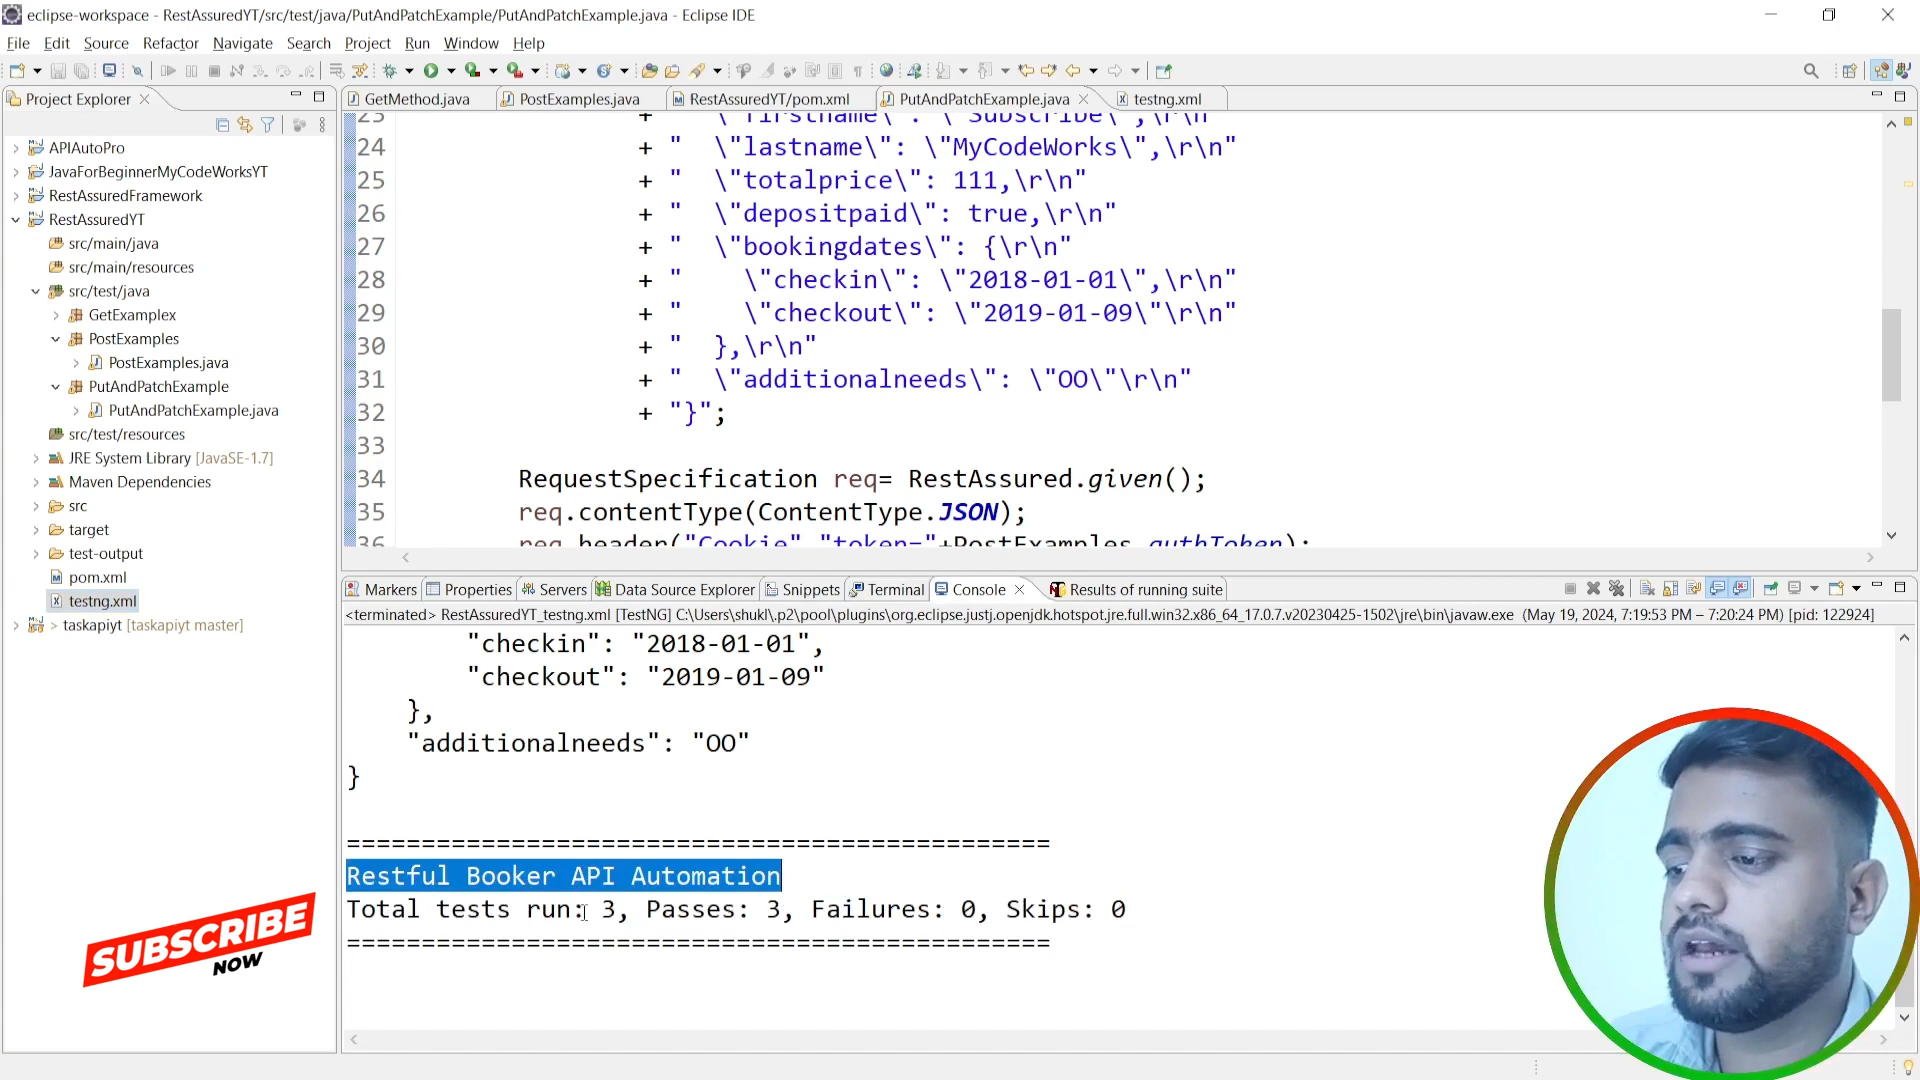 eclipse-workspace - RestAssuredYT/src/test/java/PutAndPatchExample/PutAndPatchExample.java - Eclipse IDE
File Edit Source Refactor Navigate Search Project Run Window Help
Project Explorer
GetMethod.java PostExamples.java RestAssuredYT/pom.xml PutAndPatchExample.java testng.xml
APIAutoPro
JavaForBeginnerMyCodeWorksYT
RestAssuredFramework
RestAssuredYT
src/main/java
src/main/resources
src/test/java
GetExamplex
PostExamples
PostExamples.java
PutAndPatchExample
PutAndPatchExample.java
src/test/resources
JRE System Library [JavaSE-1.7]
Maven Dependencies
src
target
test-output
pom.xml
testng.xml
> taskapiyt [taskapiyt master]
23 + " \"firstname\": \"Subscribe\",\r\n"
24 + " \"lastname\": \"MyCodeWorks\",\r\n"
25 + " \"totalprice\": 111,\r\n"
26 + " \"depositpaid\": true,\r\n"
27 + " \"bookingdates\": {\r\n"
28 + " \"checkin\": \"2018-01-01\",\r\n"
29 + " \"checkout\": \"2019-01-09\"\r\n"
30 + " },\r\n"
31 + " \"additionalneeds\": \"OO\"\r\n"
32 + "}";
33
34 RequestSpecification req= RestAssured.given();
35 req.contentType(ContentType.JSON);
36 req.header("Cookie","token="+PostExamples.authToken);
Markers Properties Servers Data Source Explorer Snippets Terminal Console Results of running suite
<terminated> RestAssuredYT_testng.xml [TestNG] C:\Users\shukl\.p2\pool\plugins\org.eclipse.justj.openjdk.hotspot.jre.full.win32.x86_64_17.0.7.v20230425-1502\jre\bin\javaw.exe (May 19, 2024, 7:19:53 PM – 7:20:24 PM) [pid: 122924]
"checkin": "2018-01-01",
"checkout": "2019-01-09"
},
"additionalneeds": "OO"
}
===============================================
Restful Booker API Automation
Total tests run: 3, Passes: 3, Failures: 0, Skips: 0
===============================================
SUBSCRIBE
NOW